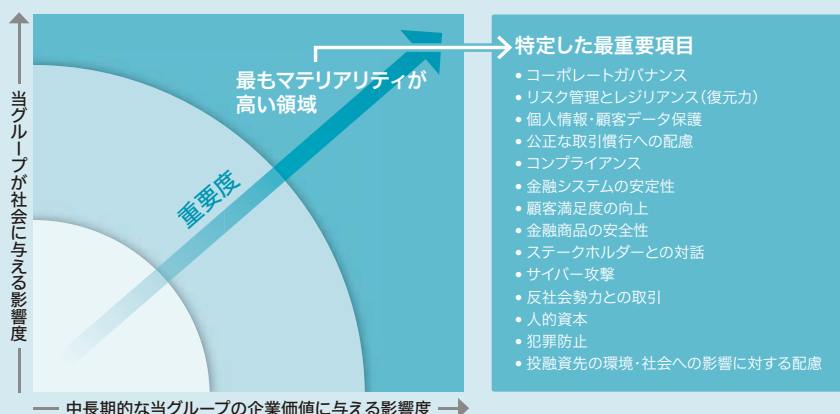 当グループが社会に与える影響度
最もマテリアリティが
高い領域
重要度
中長期的な当グループの企業価値に与える影響度
特定した最重要項目
• コーポレートガバナンス
• リスク管理とレジリアンス(復元力)
• 個人情報・顧客データ保護
• 公正な取引慣行への配慮
• コンプライアンス
• 金融システムの安定性
• 顧客満足度の向上
• 金融商品の安全性
• ステークホルダーとの対話
• サイバー攻撃
• 反社会勢力との取引
• 人的資本
• 犯罪防止
• 投融資先の環境・社会への影響に対する配慮